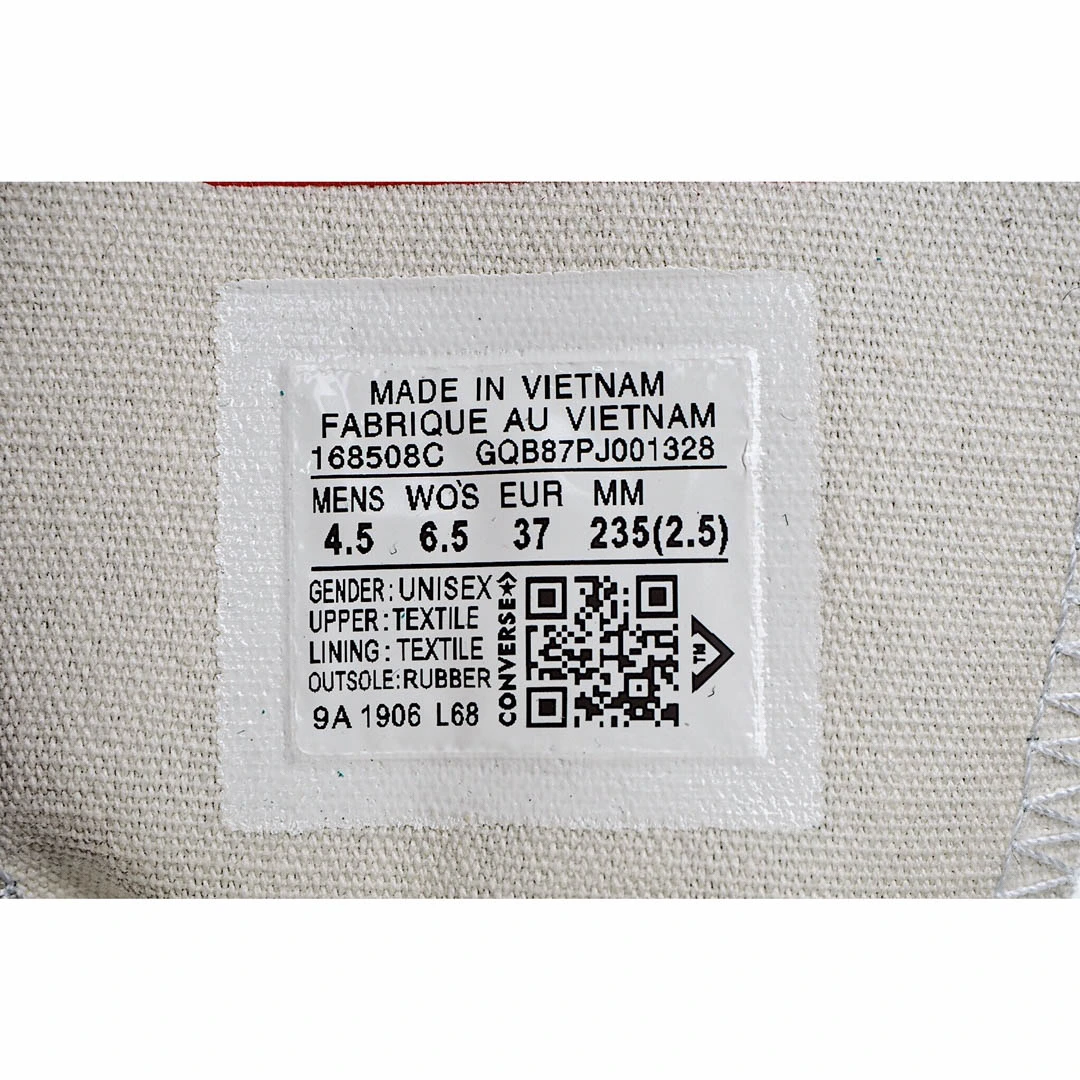 MADE IN VIETNAM
FABRIQUE AU VIETNAM
168508C GQB87PJ001328
MENS WO'S EUR MM
4.5 6.5 37 235(2.5)
GENDER: UNISEX
UPPER: TEXTILE
LINING: TEXTILE
OUTSOLE: RUBBER
9A 1906 L68
CONVERSE
TM